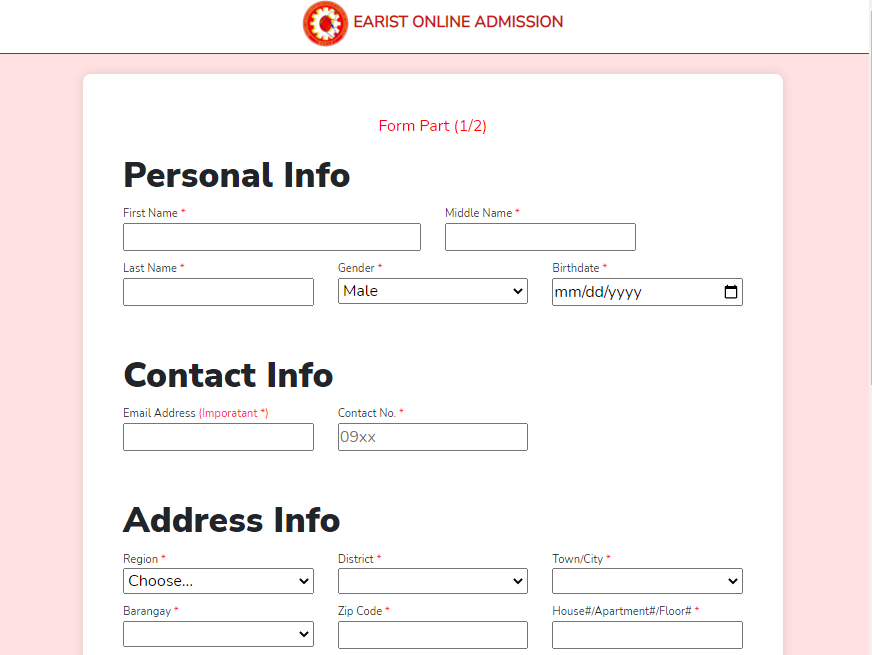 EARIST ONLINE ADMISSION
Form Part (1/2)
Personal Info
First Name * Middle Name *
Last Name * Gender * Birthdate *
Male mm/dd/yyyy
Contact Info
Email Address (Imporatant *) Contact No. *
09xx
Address Info
Region * District * Town/City *
Choose...
Barangay * Zip Code * House#/Apartment#/Floor# *